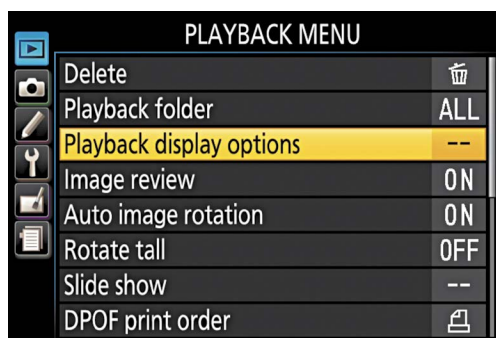 PLAYBACK MENU
Delete
Playback folder ALL
Playback display options --
Image review ON
Auto image rotation ON
Rotate tall OFF
Slide show --
DPOF print order